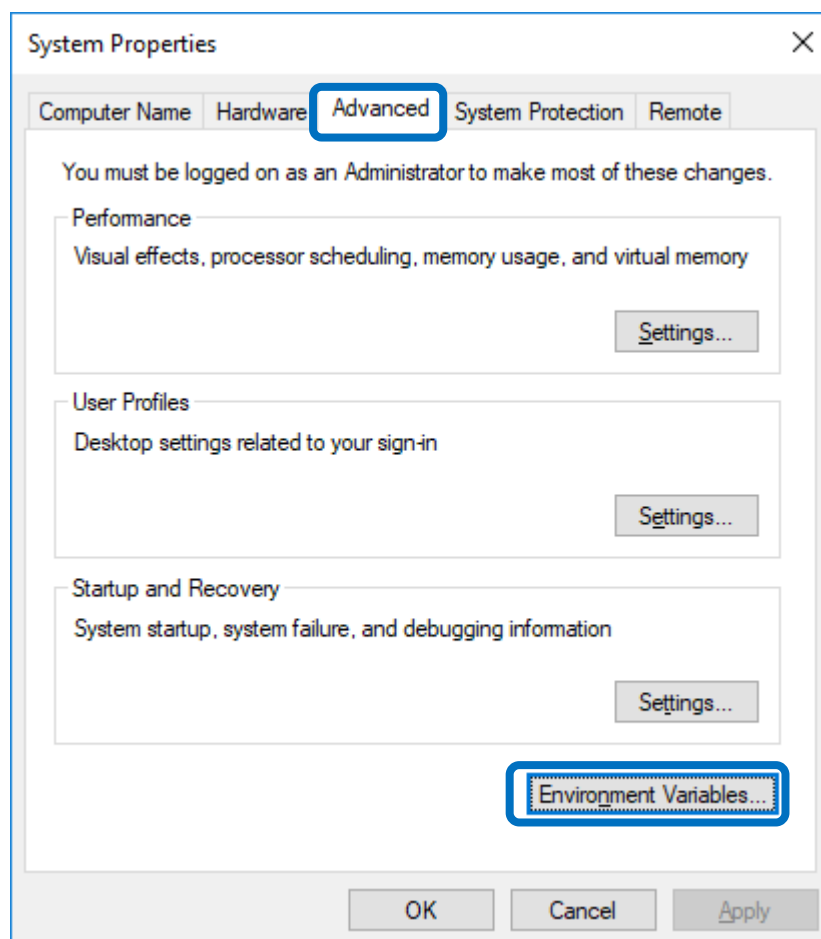 System Properties
Computer Name Hardware Advanced System Protection Remote
You must be logged on as an Administrator to make most of these changes.
Performance
Visual effects, processor scheduling, memory usage, and virtual memory
Settings...
User Profiles
Desktop settings related to your sign-in
Settings...
Startup and Recovery
System startup, system failure, and debugging information
Settings...
Environment Variables...
OK Cancel Apply